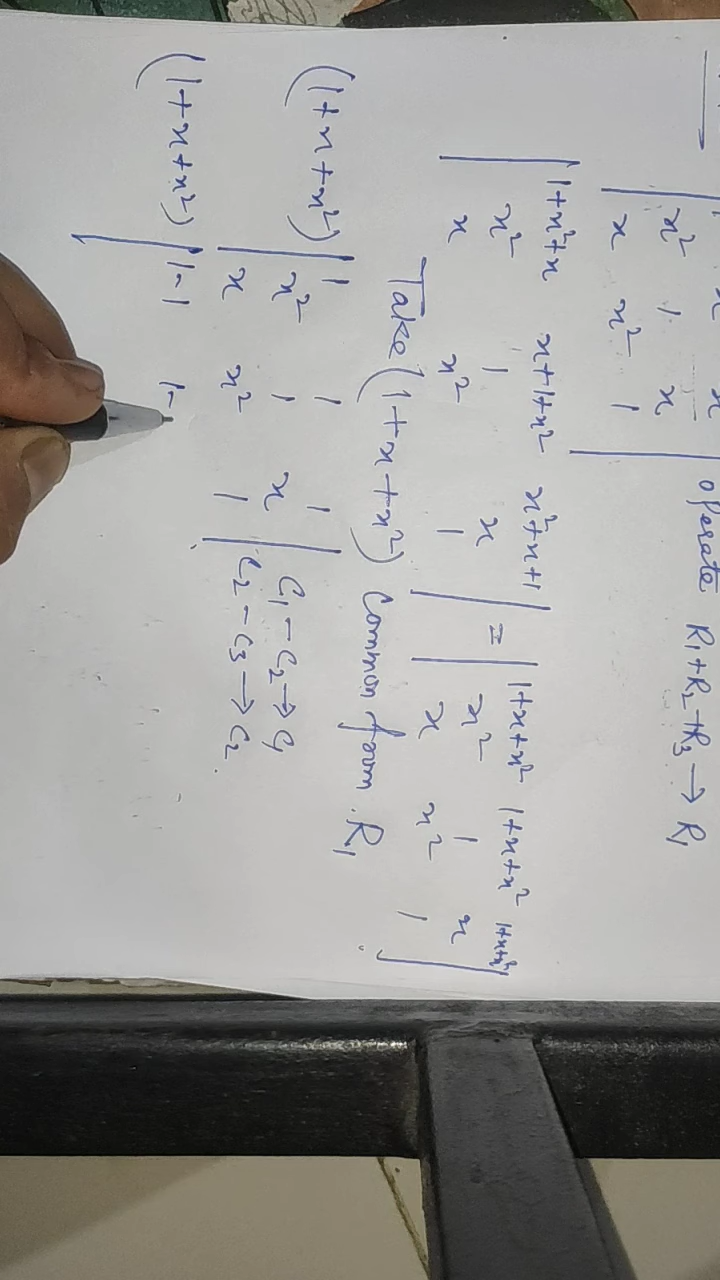 x² 1 x operate R₁+R₂+R₃ → R₁
x x² 1
1+x²+x x+1+x² x²+x+1 1+x+x² 1+x+x² 1+x+x²
x² 1 x = x² 1 x
x x² 1 x x² 1
Take (1+x+x²) Common from R₁
(1+x+x²) 1 1 1
x² 1 x C₁-C₂→C₁
x x² 1 C₂-C₃→C₂
(1+x+x²) 1-1 1-